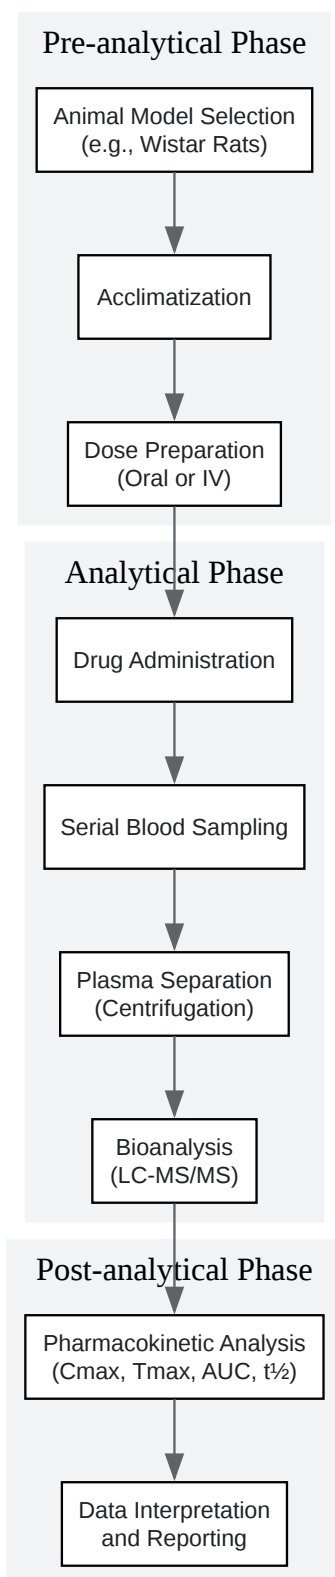 Pre-analytical Phase
Animal Model Selection
(e.g., Wistar Rats)
Acclimatization
Dose Preparation
(Oral or IV)
Analytical Phase
Drug Administration
Serial Blood Sampling
Plasma Separation
(Centrifugation)
Bioanalysis
(LC-MS/MS)
Post-analytical Phase
Pharmacokinetic Analysis
(Cmax, Tmax, AUC, t½)
Data Interpretation
and Reporting